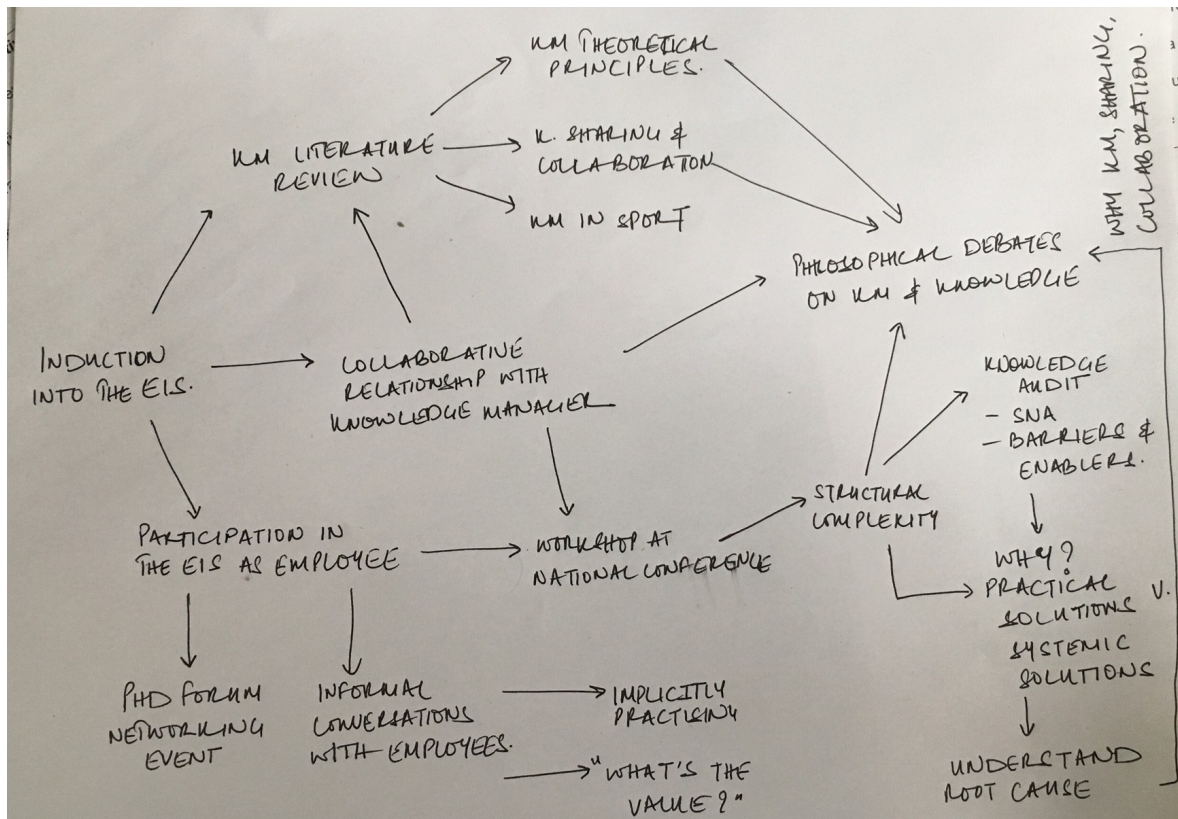 KM THEORETICAL
PRINCIPLES.
KM LITERATURE
REVIEW
K. SHARING &
COLLABORATION
KM IN SPORT
WHY KM, SHARING,
COLLABORATION.
PHILOSOPHICAL DEBATES
ON KM & KNOWLEDGE
INDUCTION
INTO THE EIS.
COLLABORATIVE
RELATIONSHIP WITH
KNOWLEDGE MANAGER
KNOWLEDGE
AUDIT
- SNA
- BARRIERS &
ENABLERS.
STRUCTURAL
COMPLEXITY
PARTICIPATION IN
THE EIS AS EMPLOYEE
WORKSHOP AT
NATIONAL CONFERENCE
WHY?
PRACTICAL
SOLUTIONS V.
SYSTEMIC
SOLUTIONS
PHD FORUM
NETWORKING
EVENT
INFORMAL
CONVERSATIONS
WITH EMPLOYEES.
IMPLICITLY
PRACTISING
"WHAT'S THE
VALUE?"
UNDERSTAND
ROOT CAUSE